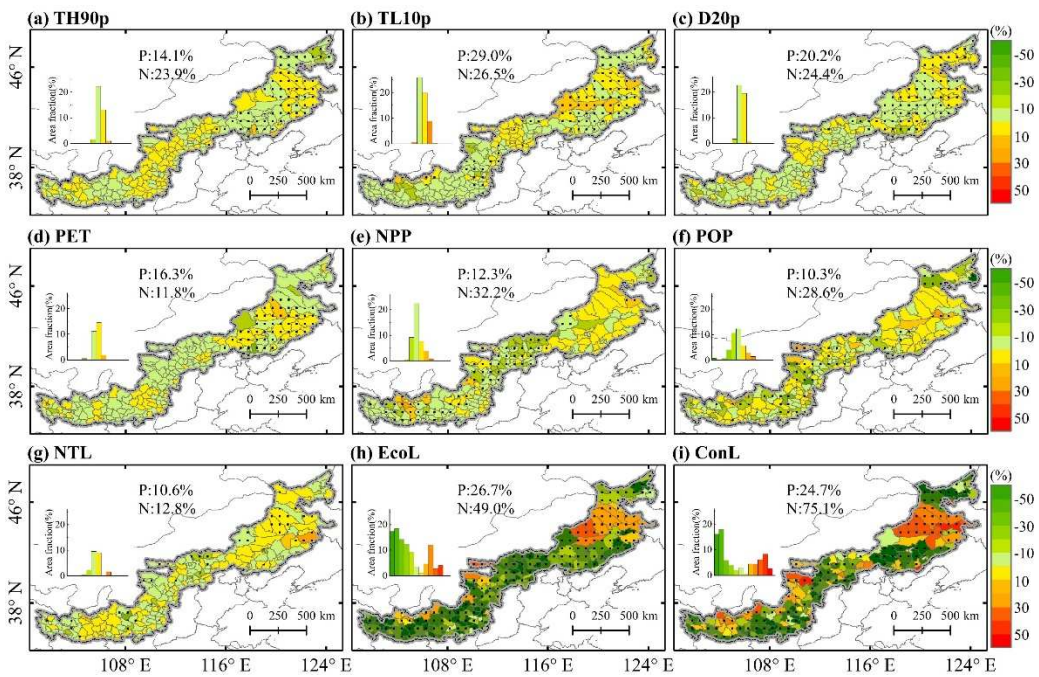 (a) TH90p
(b) TL10p
(c) D20p
(%)
46° N
38° N
P:14.1%
N:23.9%
Area fraction(%)
20
10
0
0 250 500 km
P:29.0%
N:26.5%
Area fraction(%)
20
10
0
0 250 500 km
P:20.2%
N:24.4%
Area fraction(%)
20
10
0
0 250 500 km
-50
-30
-10
10
30
50
(d) PET
(e) NPP
(f) POP
(%)
46° N
38° N
P:16.3%
N:11.8%
Area fraction(%)
20
10
0
0 250 500 km
P:12.3%
N:32.2%
Area fraction(%)
20
10
0
0 250 500 km
P:10.3%
N:28.6%
Area fraction(%)
20
10
0
0 250 500 km
-50
-30
-10
10
30
50
(g) NTL
(h) EcoL
(i) ConL
(%)
46° N
38° N
P:10.6%
N:12.8%
Area fraction(%)
20
10
0
0 250 500 km
P:26.7%
N:49.0%
Area fraction(%)
20
10
0
0 250 500 km
P:24.7%
N:75.1%
Area fraction(%)
20
10
0
0 250 500 km
-50
-30
-10
10
30
50
108° E 116° E 124° E
108° E 116° E 124° E
108° E 116° E 124° E